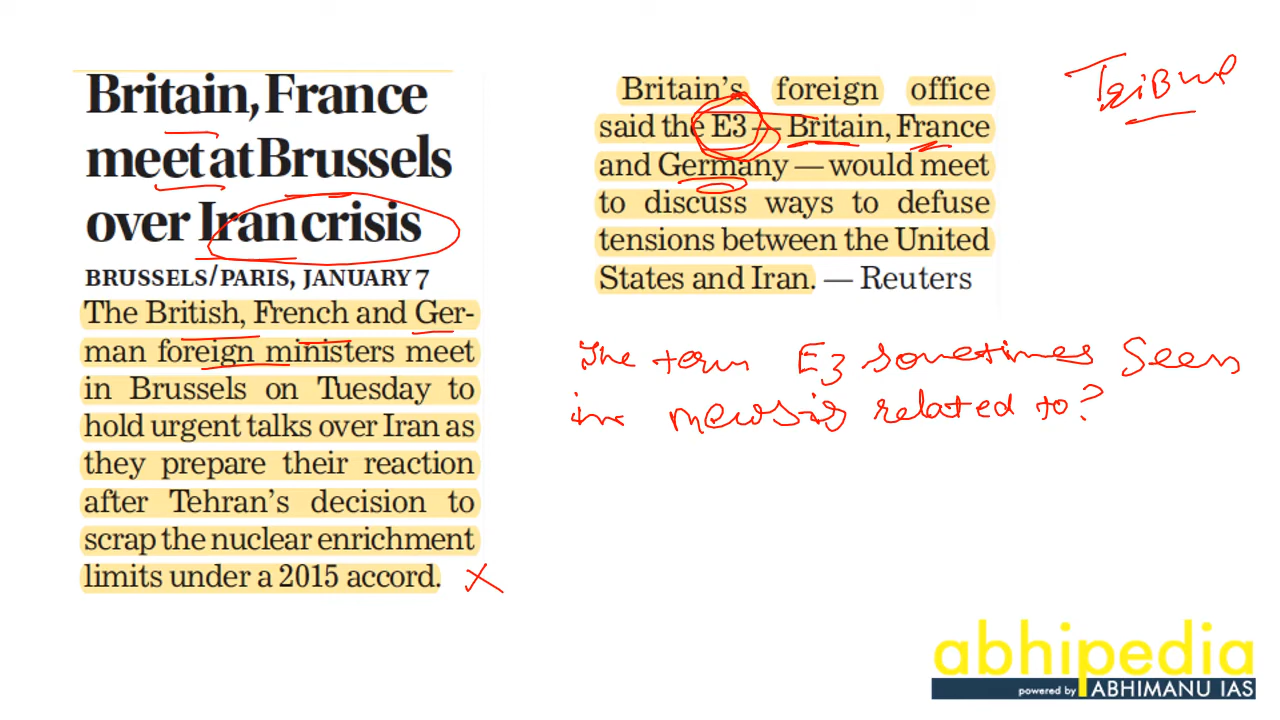 Britain, France
meet at Brussels
over Iran crisis
BRUSSELS/PARIS, JANUARY 7
The British, French and Ger-
man foreign ministers meet
in Brussels on Tuesday to
hold urgent talks over Iran as
they prepare their reaction
after Tehran's decision to
scrap the nuclear enrichment
limits under a 2015 accord.
Britain's foreign office
said the E3 — Britain, France
and Germany — would meet
to discuss ways to defuse
tensions between the United
States and Iran. — Reuters
The term E3 sometimes Seen
in news is related to?
abhipedia
powered by ABHIMANU IAS